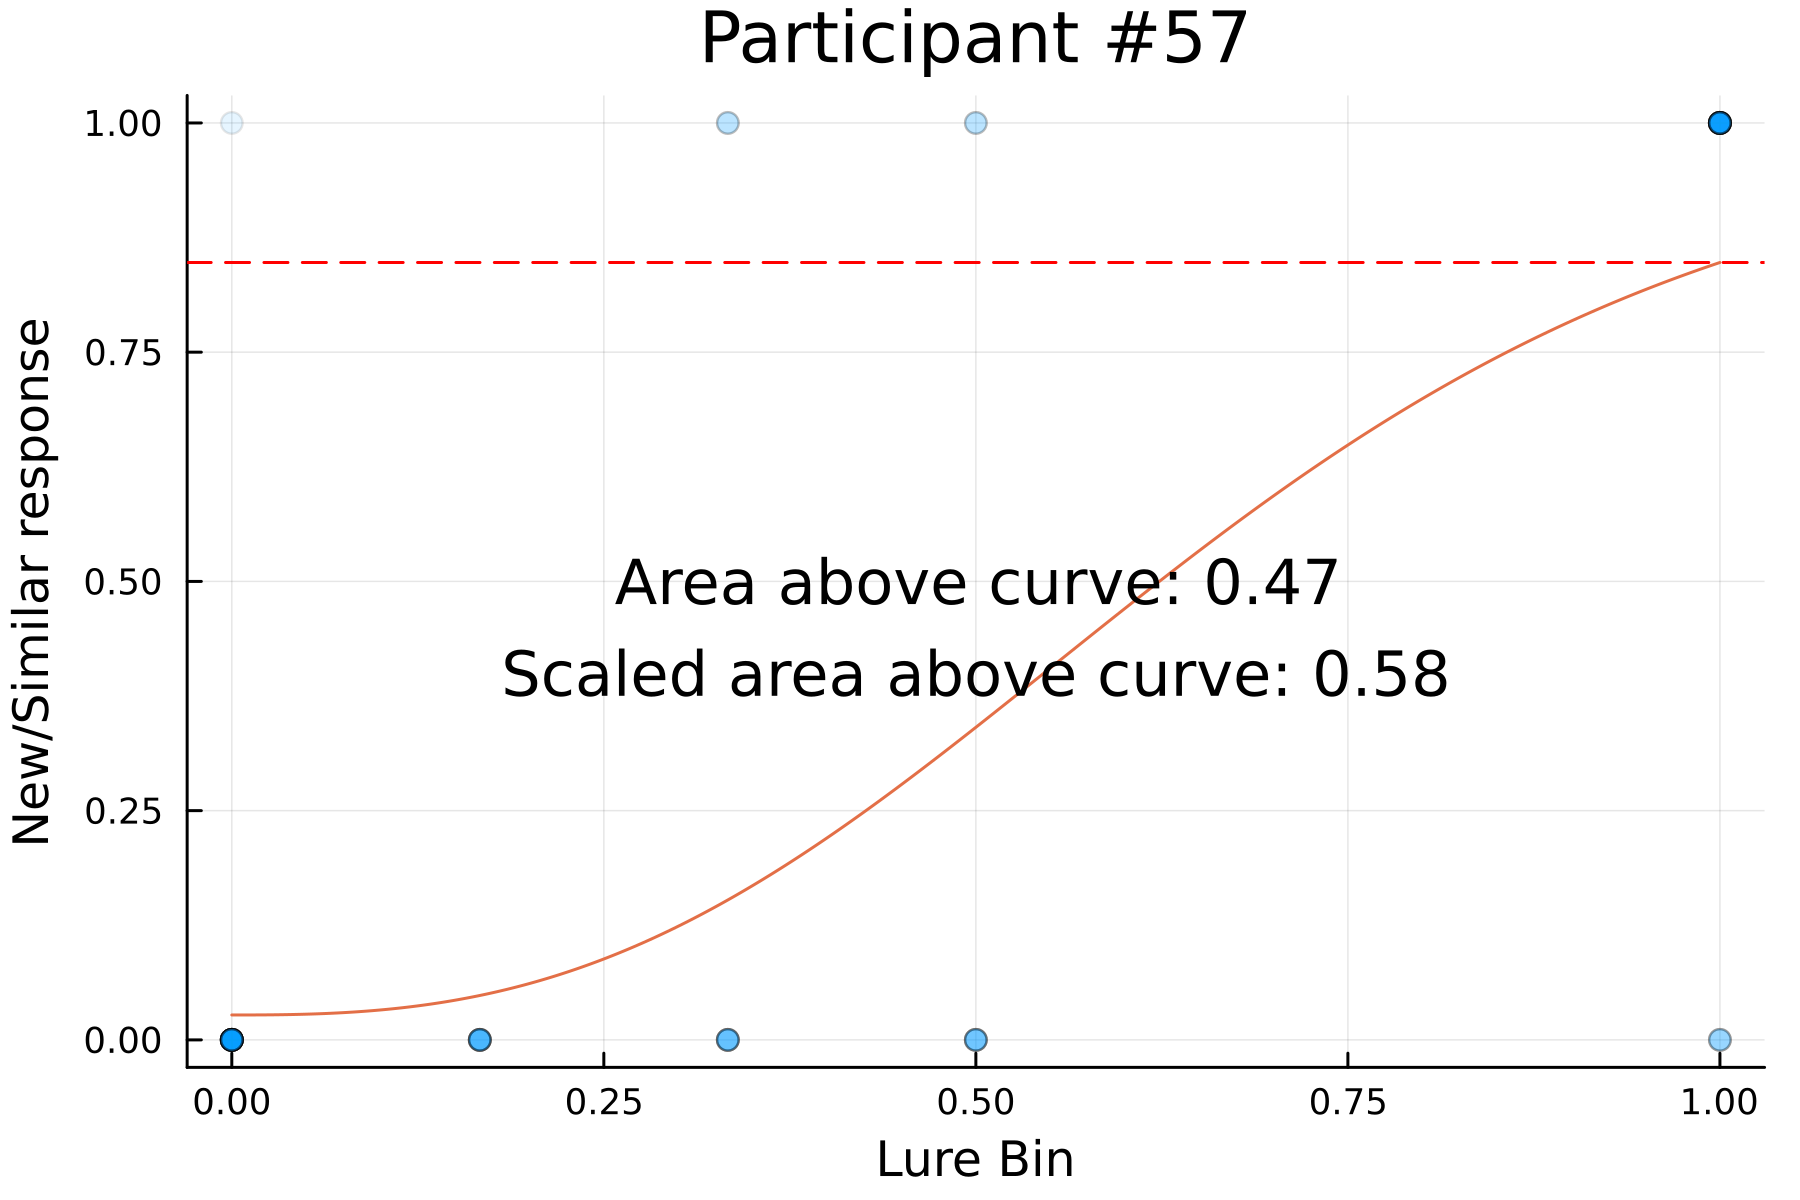 Participant #57
1.00
0.75
0.50
0.25
0.00
New/Similar response
Area above curve: 0.47
Scaled area above curve: 0.58
0.00 0.25 0.50 0.75 1.00
Lure Bin